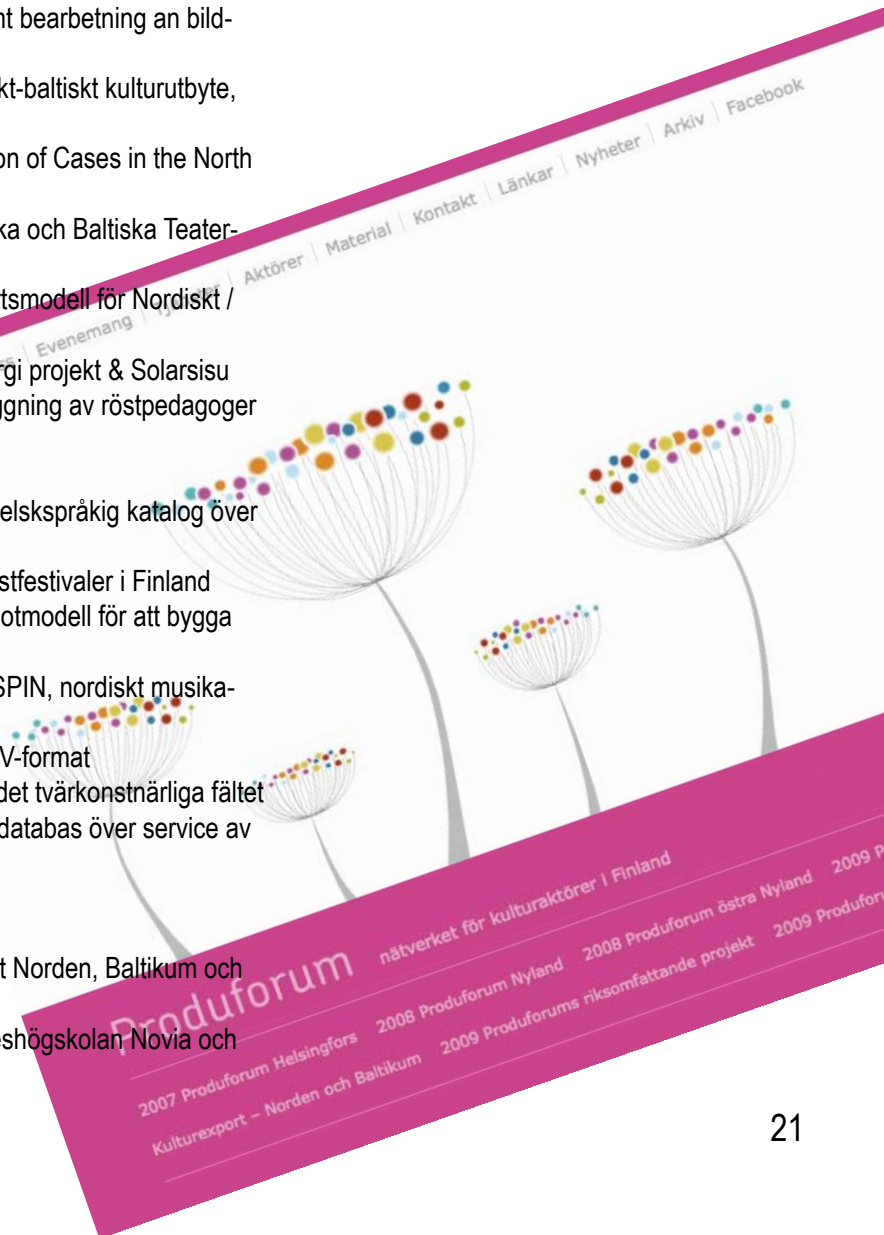 nt bearbetning an bild-
kt-baltiskt kulturutbyte,
on of Cases in the North
ka och Baltiska Teater-
tsmodell för Nordiskt /
rgi projekt & Solarsisu
ggning av röstpedagoger
elskspråkig katalog över
stfestivaler i Finland
otmodell för att bygga
SPIN, nordiskt musika-
V-format
det tvärkonstnärliga fältet
databas över service av
t Norden, Baltikum och
eshögskolan Novia och
Evenemang | Tjänster | Aktörer | Material | Kontakt | Länkar | Nyheter | Arkiv | Facebook
Produforum nätverket för kulturaktörer i Finland
2007 Produforum Helsingfors 2008 Produforum Nyland 2008 Produforum östra Nyland 2009 P
Kulturexport – Norden och Baltikum 2009 Produforums riksomfattande projekt 2009 Produforu
21